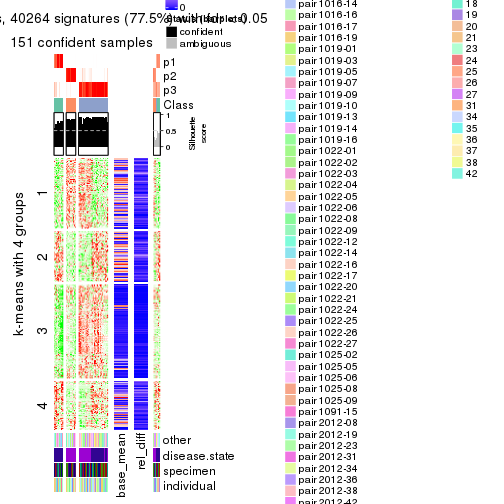 , 40264 signatures (77.5%) with fdr < 0.05
151 confident samples
0
confident
ambiguous
p1
p2
p3
Class
1
0.5
0
Silhouette
score
k-means with 4 groups
1
2
3
4
base_mean
rel_diff
other
disease.state
specimen
individual
pair1016-14
pair1016-16
pair1016-17
pair1016-19
pair1019-01
pair1019-03
pair1019-05
pair1019-07
pair1019-09
pair1019-10
pair1019-13
pair1019-14
pair1019-16
pair1022-01
pair1022-02
pair1022-03
pair1022-04
pair1022-05
pair1022-06
pair1022-08
pair1022-09
pair1022-12
pair1022-14
pair1022-16
pair1022-17
pair1022-20
pair1022-21
pair1022-24
pair1022-25
pair1022-26
pair1022-27
pair1025-02
pair1025-05
pair1025-06
pair1025-08
pair1025-09
pair1091-15
pair2012-08
pair2012-19
pair2012-23
pair2012-31
pair2012-34
pair2012-36
pair2012-38
pair2012-42
18
19
21
23
24
25
26
27
31
34
35
36
37
38
42